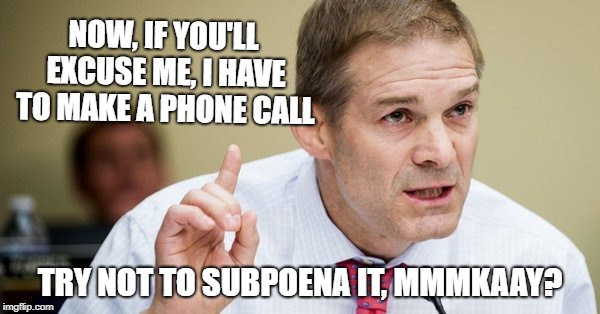 NOW, IF YOU'LL
EXCUSE ME, I HAVE
TO MAKE A PHONE CALL
TRY NOT TO SUBPOENA IT, MMMKAAY?
imgflip.com